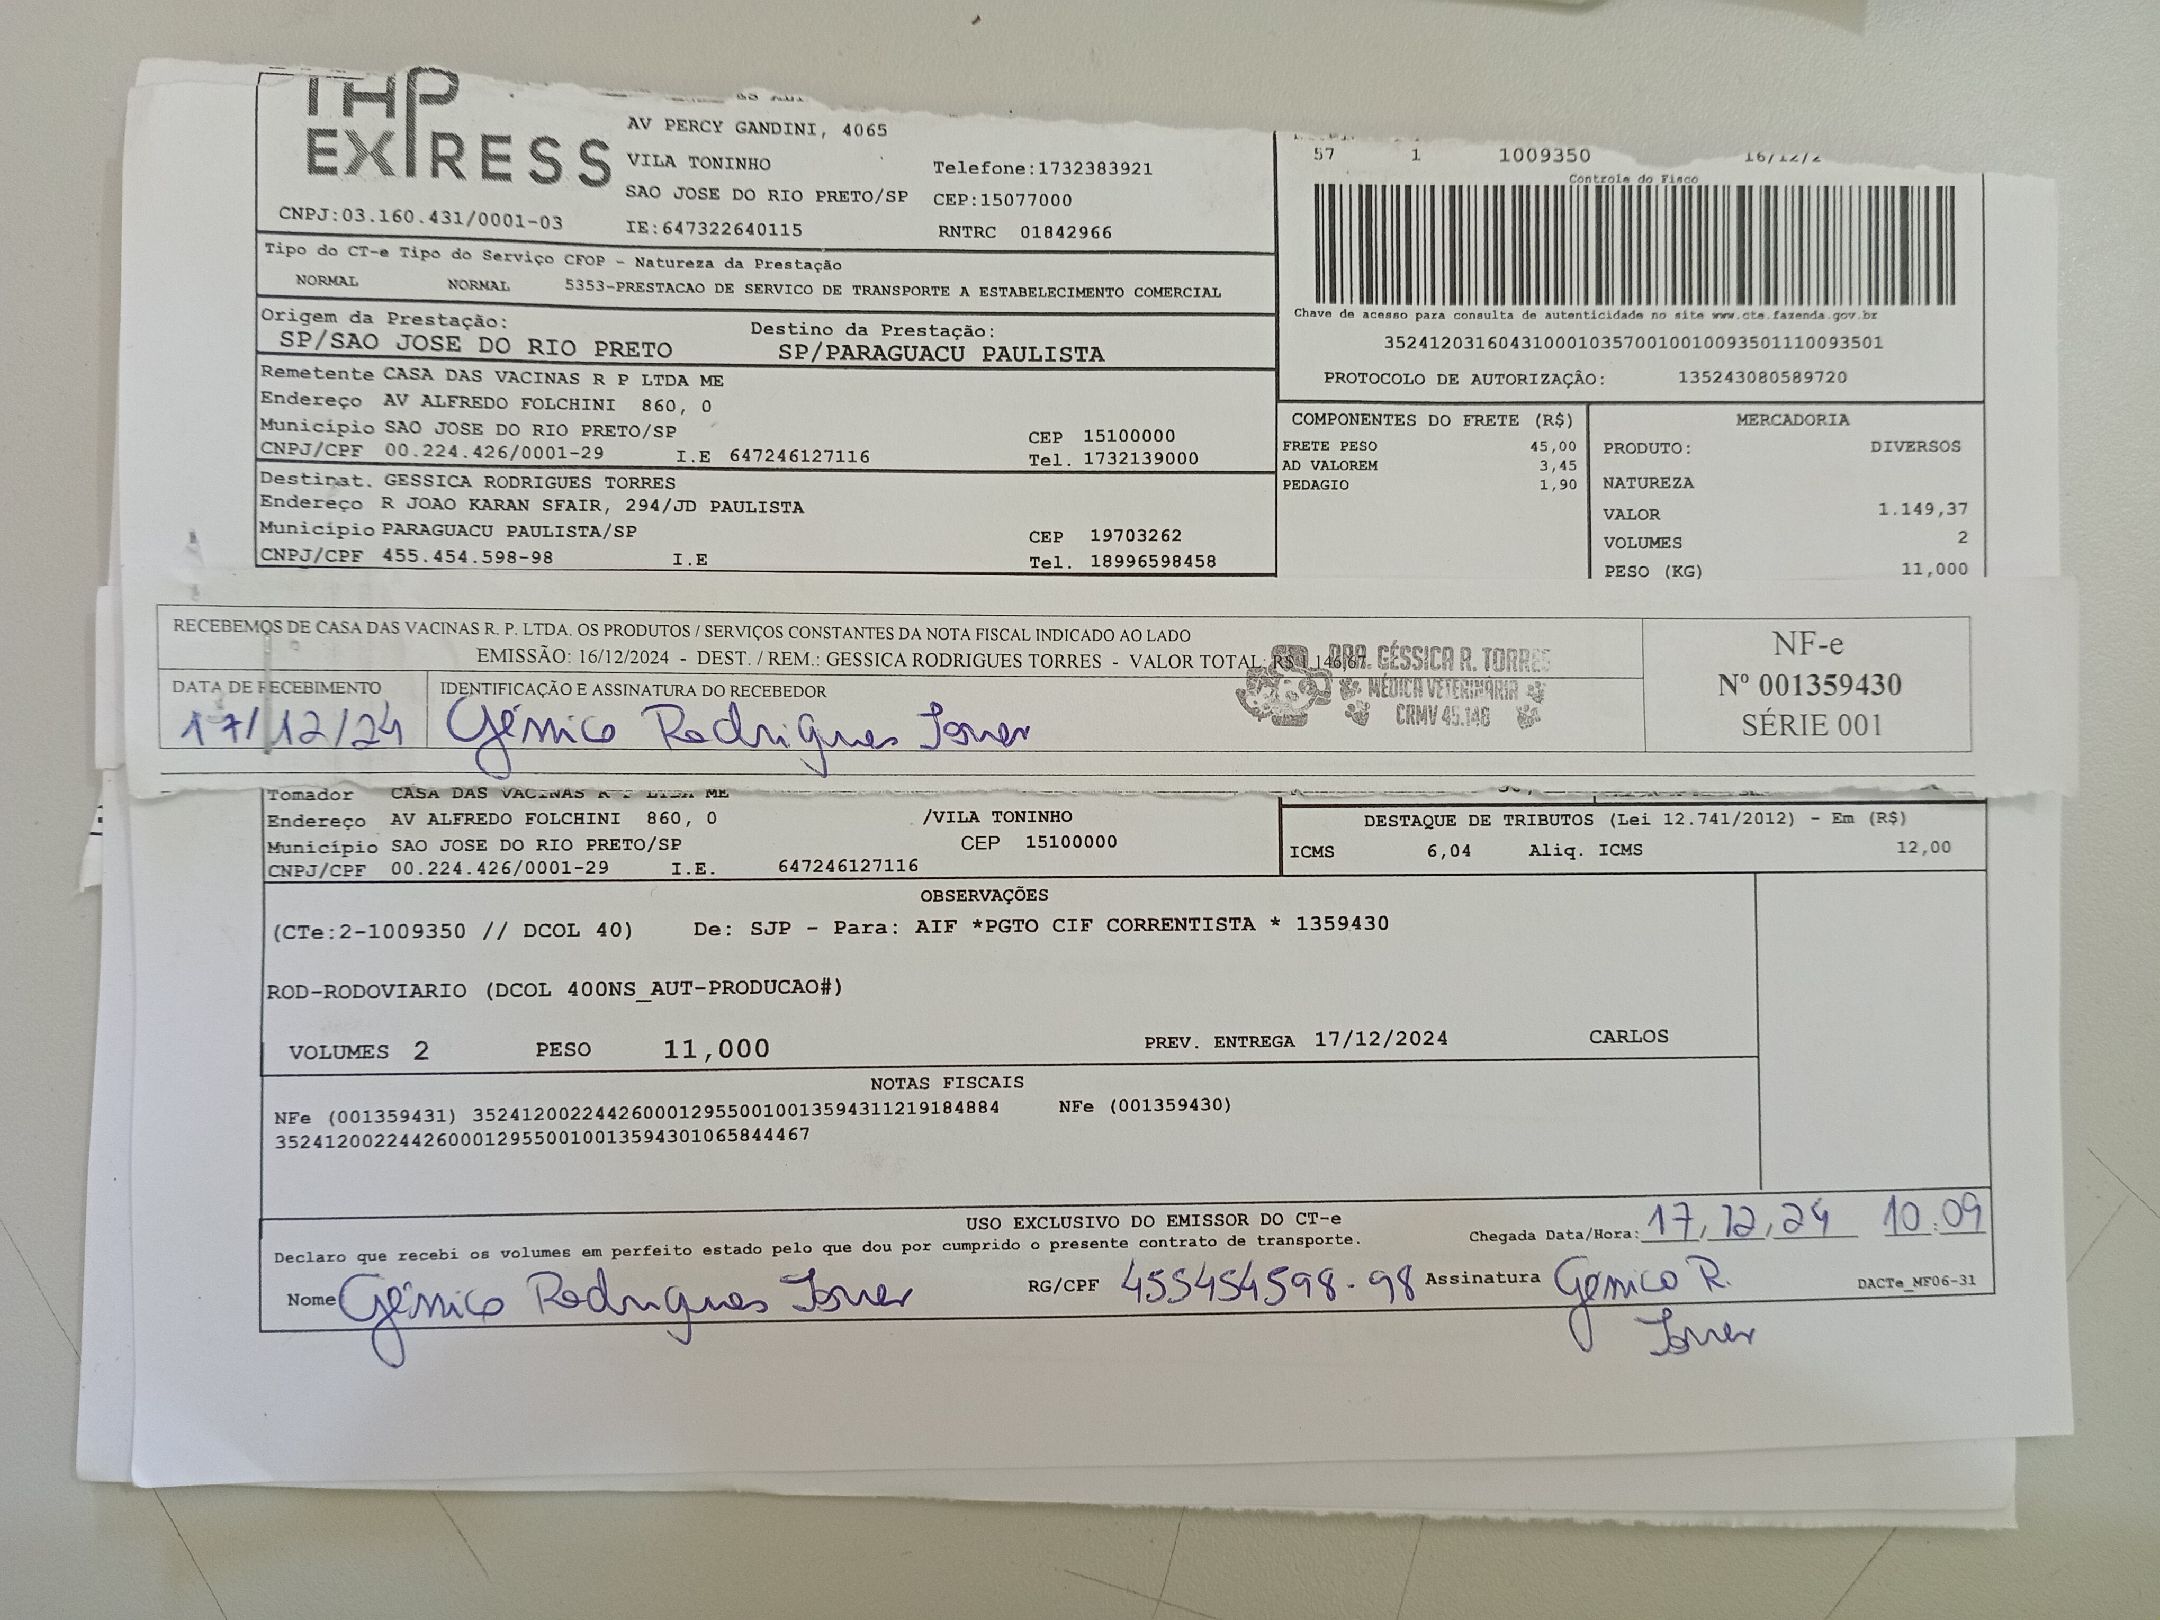 THP
EXPRESS
CNPJ:03.160.431/0001-03
AV PERCY GANDINI, 4065
VILA TONINHO
Telefone:1732383921
SAO JOSE DO RIO PRETO/SP CEP:15077000
IE:647322640115 RNTRC 01842966
57 1 1009350
Controle do Fisco
Chave de acesso para consulta de autenticidade no site www.cte.fazenda.gov.br
35241203160431000103570010010093501110093501
PROTOCOLO DE AUTORIZAÇÂO: 135243080589720
Tipo do CT-e Tipo do Serviço CFOP - Natureza da Prestação
NORMAL NORMAL 5353-PRESTACAO DE SERVICO DE TRANSPORTE A ESTABELECIMENTO COMERCIAL
Origem da Prestação: Destino da Prestação:
SP/SAO JOSE DO RIO PRETO SP/PARAGUACU PAULISTA
Remetente CASA DAS VACINAS R P LTDA ME
Endereço AV ALFREDO FOLCHINI 860, 0
Município SAO JOSE DO RIO PRETO/SP CEP 15100000
CNPJ/CPF 00.224.426/0001-29 I.E 647246127116 Tel. 1732139000
Destinat. GESSICA RODRIGUES TORRES
Endereço R JOAO KARAN SFAIR, 294/JD PAULISTA
Município PARAGUACU PAULISTA/SP CEP 19703262
CNPJ/CPF 455.454.598-98 I.E Tel. 18996598458
COMPONENTES DO FRETE (R$)
FRETE PESO 45,00
AD VALOREM 3,45
PEDAGIO 1,90
MERCADORIA
PRODUTO: DIVERSOS
NATUREZA
VALOR 1.149,37
VOLUMES 2
PESO (KG) 11,000
RECEBEMOS DE CASA DAS VACINAS R. P. LTDA. OS PRODUTOS / SERVIÇOS CONSTANTES DA NOTA FISCAL INDICADO AO LADO
EMISSÃO: 16/12/2024 - DEST. / REM.: GESSICA RODRIGUES TORRES - VALOR TOTAL: R$ 1.146,67
DATA DE RECEBIMENTO IDENTIFICAÇÃO E ASSINATURA DO RECEBEDOR
17/12/24 Géssica Rodrigues Torres
DRA. GÉSSICA R. TORRES
MÉDICA VETERINÁRIA
CRMV 45.148
NF-e
Nº 001359430
SÉRIE 001
Tomador CASA DAS VACINAS R P LTDA ME
Endereço AV ALFREDO FOLCHINI 860, 0 /VILA TONINHO
Município SAO JOSE DO RIO PRETO/SP CEP 15100000
CNPJ/CPF 00.224.426/0001-29 I.E. 647246127116
DESTAQUE DE TRIBUTOS (Lei 12.741/2012) - Em (R$)
ICMS 6,04 Aliq. ICMS 12,00
OBSERVAÇÕES
(CTe:2-1009350 // DCOL 40) De: SJP - Para: AIF *PGTO CIF CORRENTISTA * 1359430
ROD-RODOVIARIO (DCOL 400NS_AUT-PRODUCAO#)
VOLUMES 2 PESO 11,000 PREV. ENTREGA 17/12/2024 CARLOS
NOTAS FISCAIS
NFe (001359431) 35241200224426000129550010013594311219184884 NFe (001359430)
35241200224426000129550010013594301065844467
USO EXCLUSIVO DO EMISSOR DO CT-e
Declaro que recebi os volumes em perfeito estado pelo que dou por cumprido o presente contrato de transporte.
Chegada Data/Hora: 17,12,24 10:09
Nome Géssica Rodrigues Torres RG/CPF 455454598-98 Assinatura Géssica R.
Torres
DACTe_MF06-31